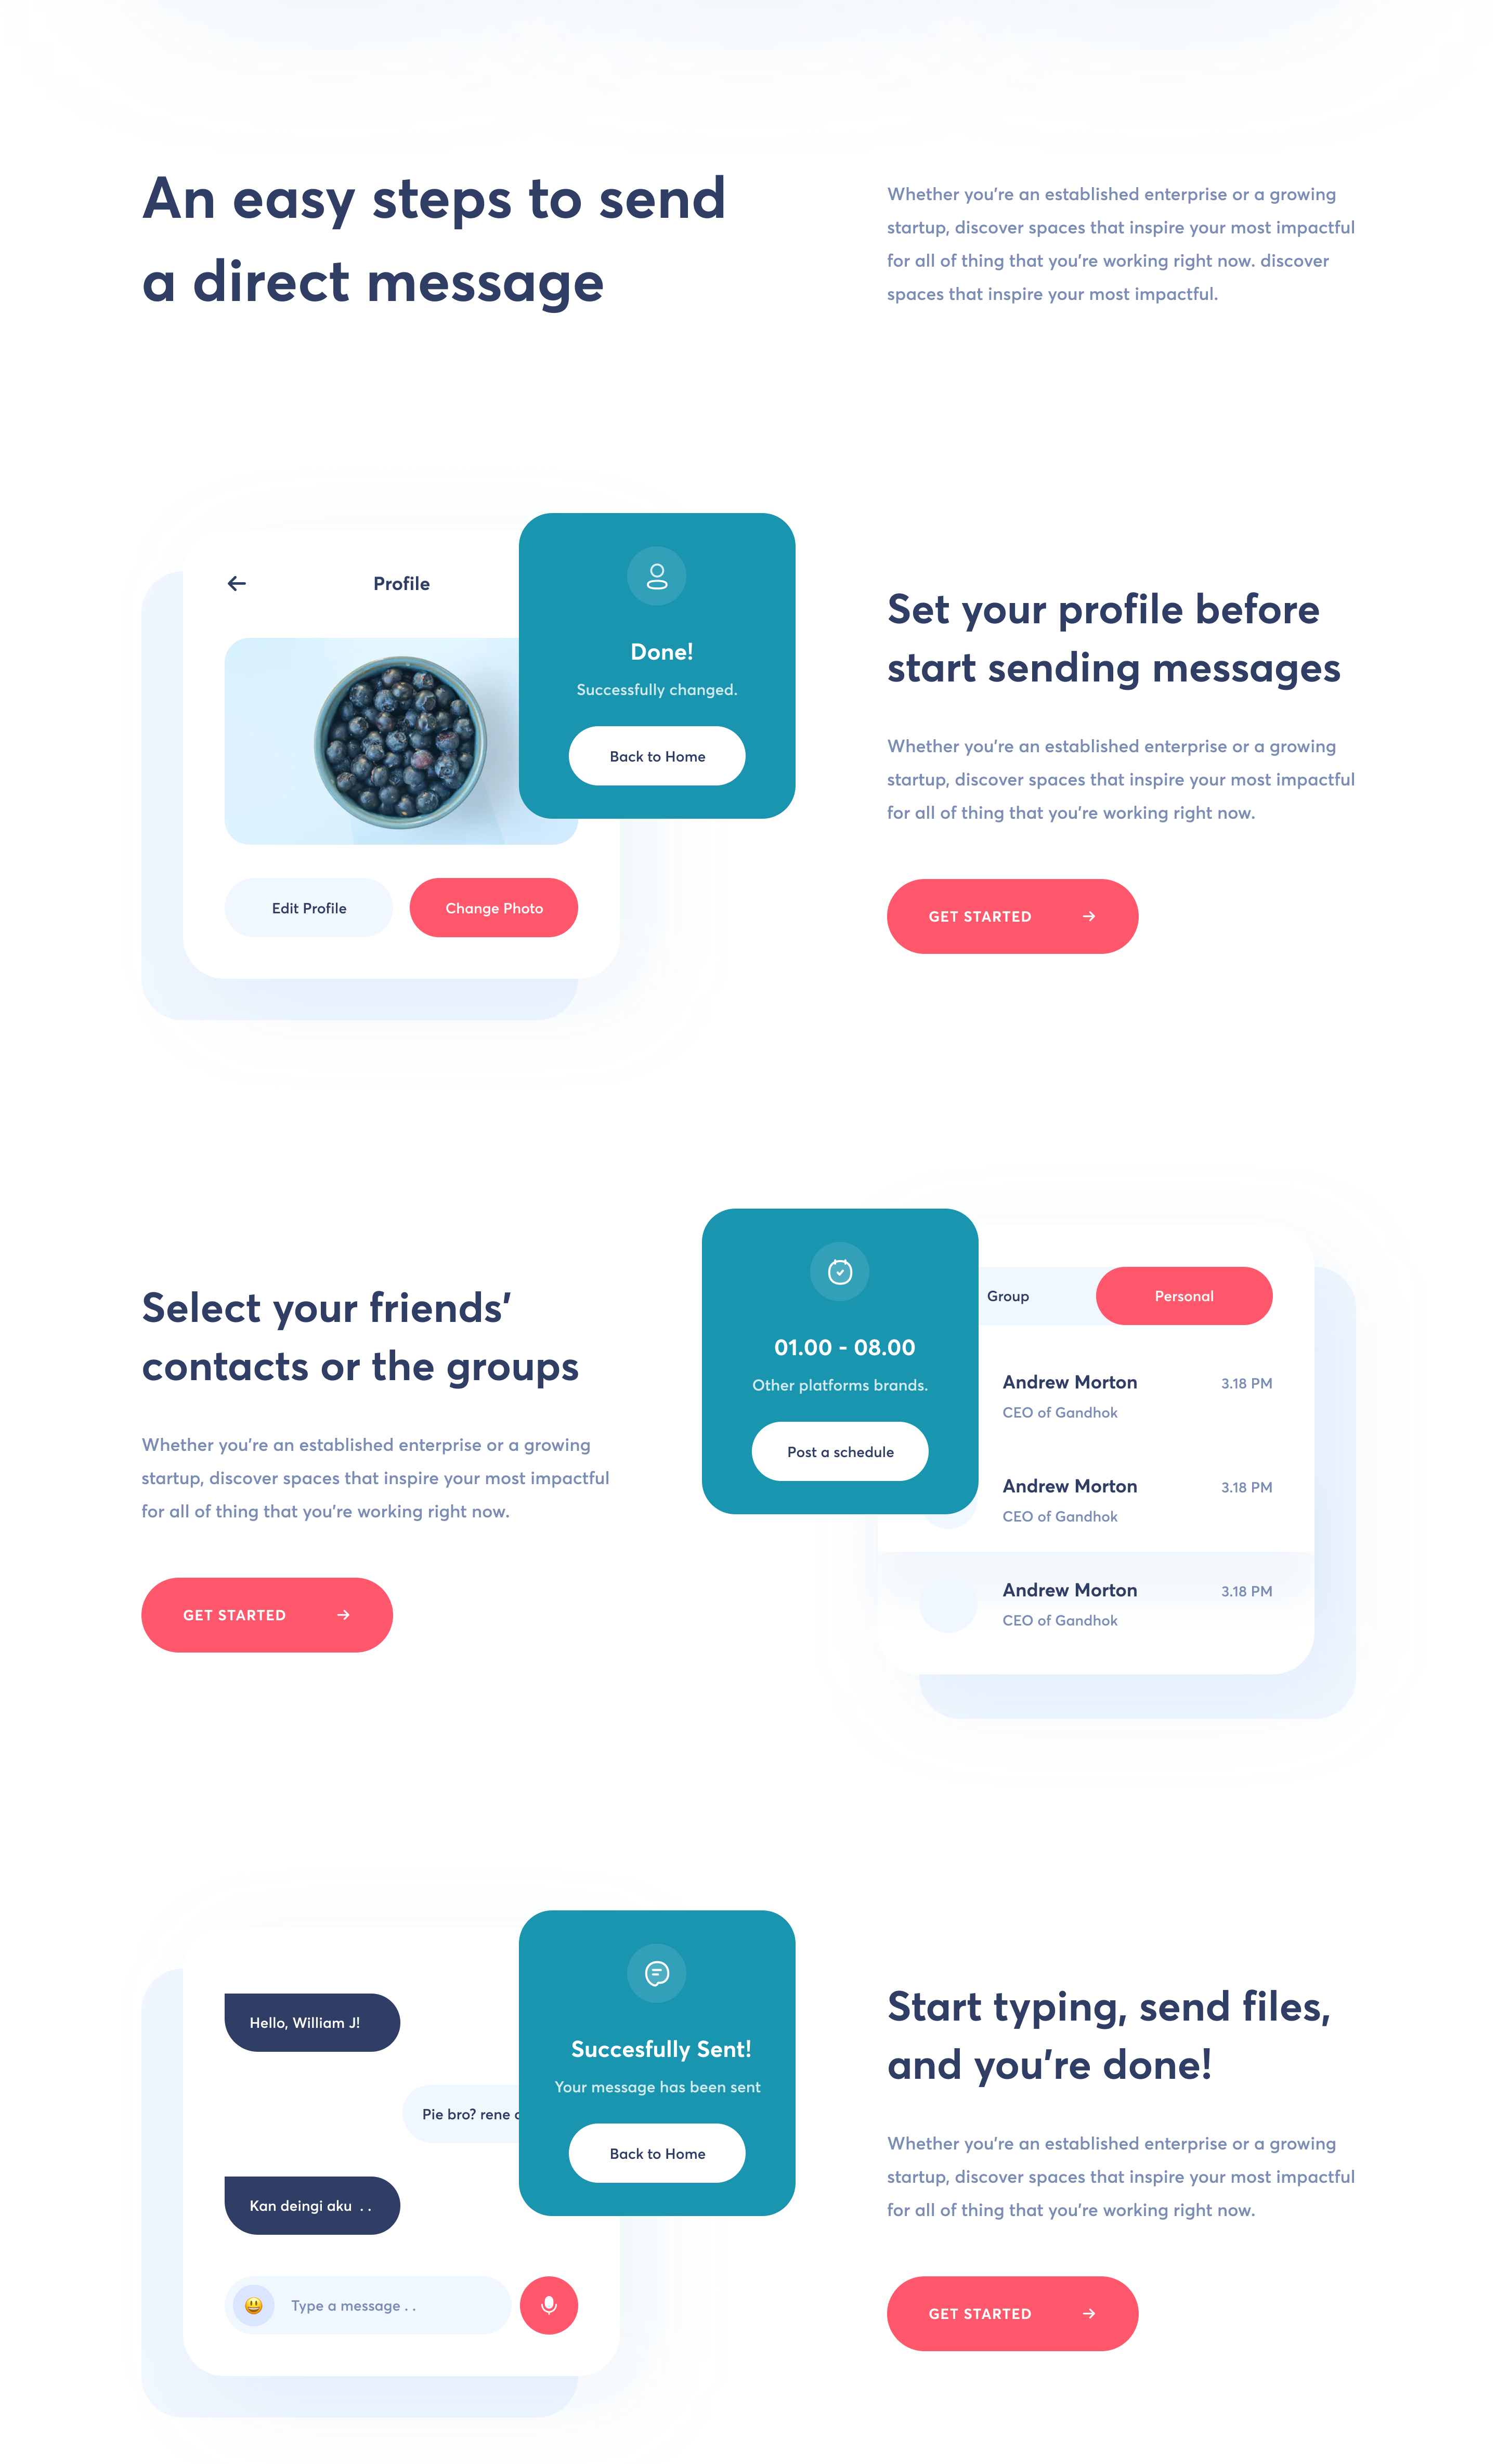 An easy steps to send
a direct message
Whether you're an established enterprise or a growing
startup, discover spaces that inspire your most impactful
for all of thing that you're working right now. discover
spaces that inspire your most impactful.
Profile
Edit Profile
Change Photo
Done!
Successfully changed.
Back to Home
Set your profile before
start sending messages
Whether you're an established enterprise or a growing
startup, discover spaces that inspire your most impactful
for all of thing that you're working right now.
GET STARTED
Select your friends'
contacts or the groups
Whether you're an established enterprise or a growing
startup, discover spaces that inspire your most impactful
for all of thing that you're working right now.
GET STARTED
01.00 - 08.00
Other platforms brands.
Post a schedule
Group
Personal
Andrew Morton
3.18 PM
CEO of Gandhok
Andrew Morton
3.18 PM
CEO of Gandhok
Andrew Morton
3.18 PM
CEO of Gandhok
Hello, William J!
Pie bro? rene
Kan deingi aku . .
Type a message . .
Succesfully Sent!
Your message has been sent
Back to Home
Start typing, send files,
and you're done!
Whether you're an established enterprise or a growing
startup, discover spaces that inspire your most impactful
for all of thing that you're working right now.
GET STARTED